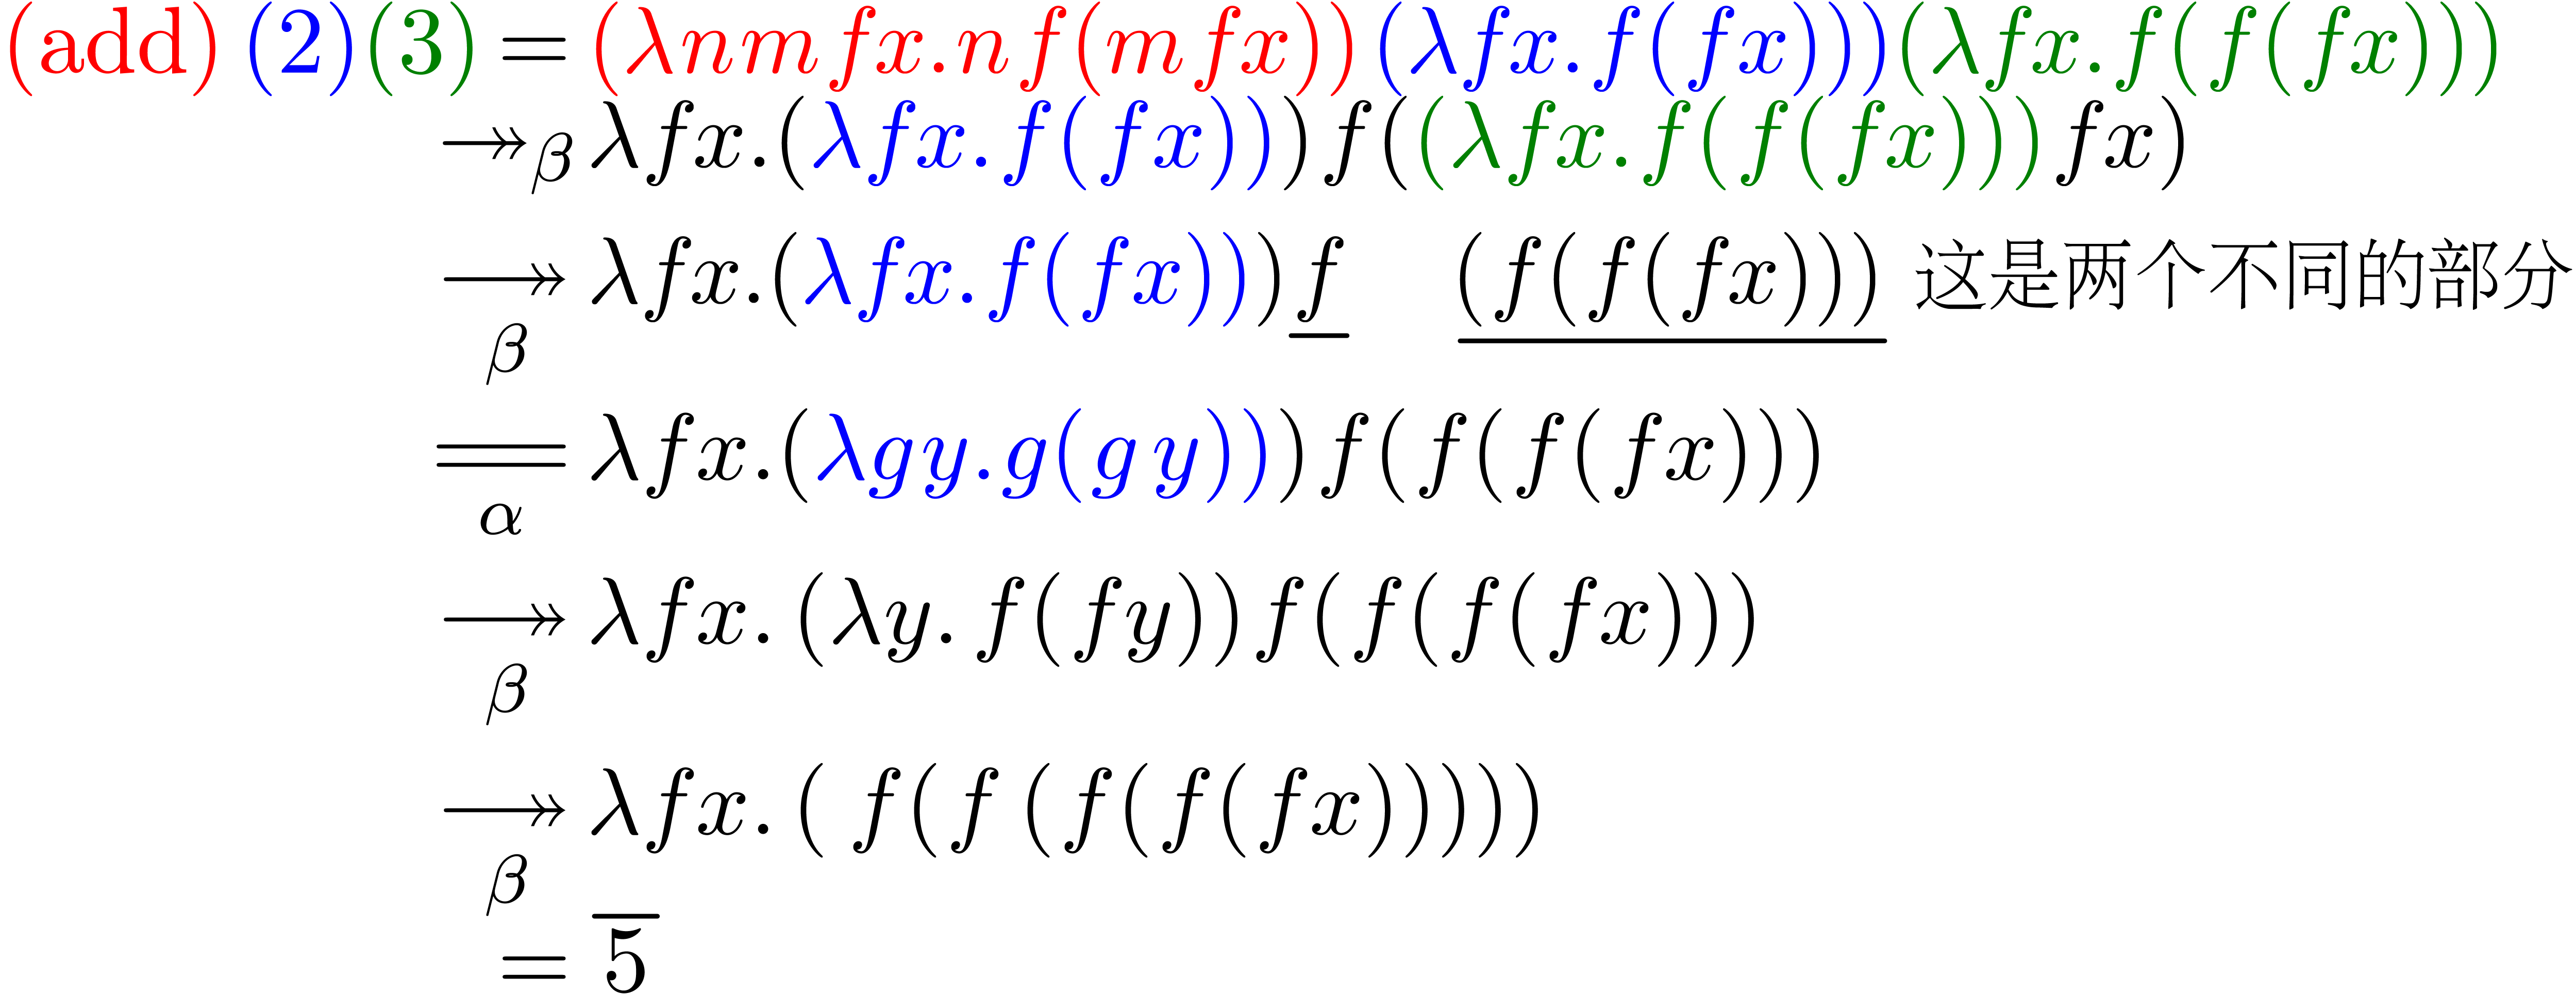 (add) (2)(3) = (λnmfx.nf(mfx))(λfx.f(fx)))(λfx.f(f(fx)))
↠β λfx.(λfx.f(fx)))f((λfx.f(f(fx)))fx)
↠β λfx.(λfx.f(fx)))f (f(f(fx))) 这是两个不同的部分
=α λfx.(λgy.g(gy)))f(f(f(fx)))
↠β λfx.(λy.f(fy))f(f(f(fx)))
↠β λfx.( f(f (f(f(fx)))))
= 5̅